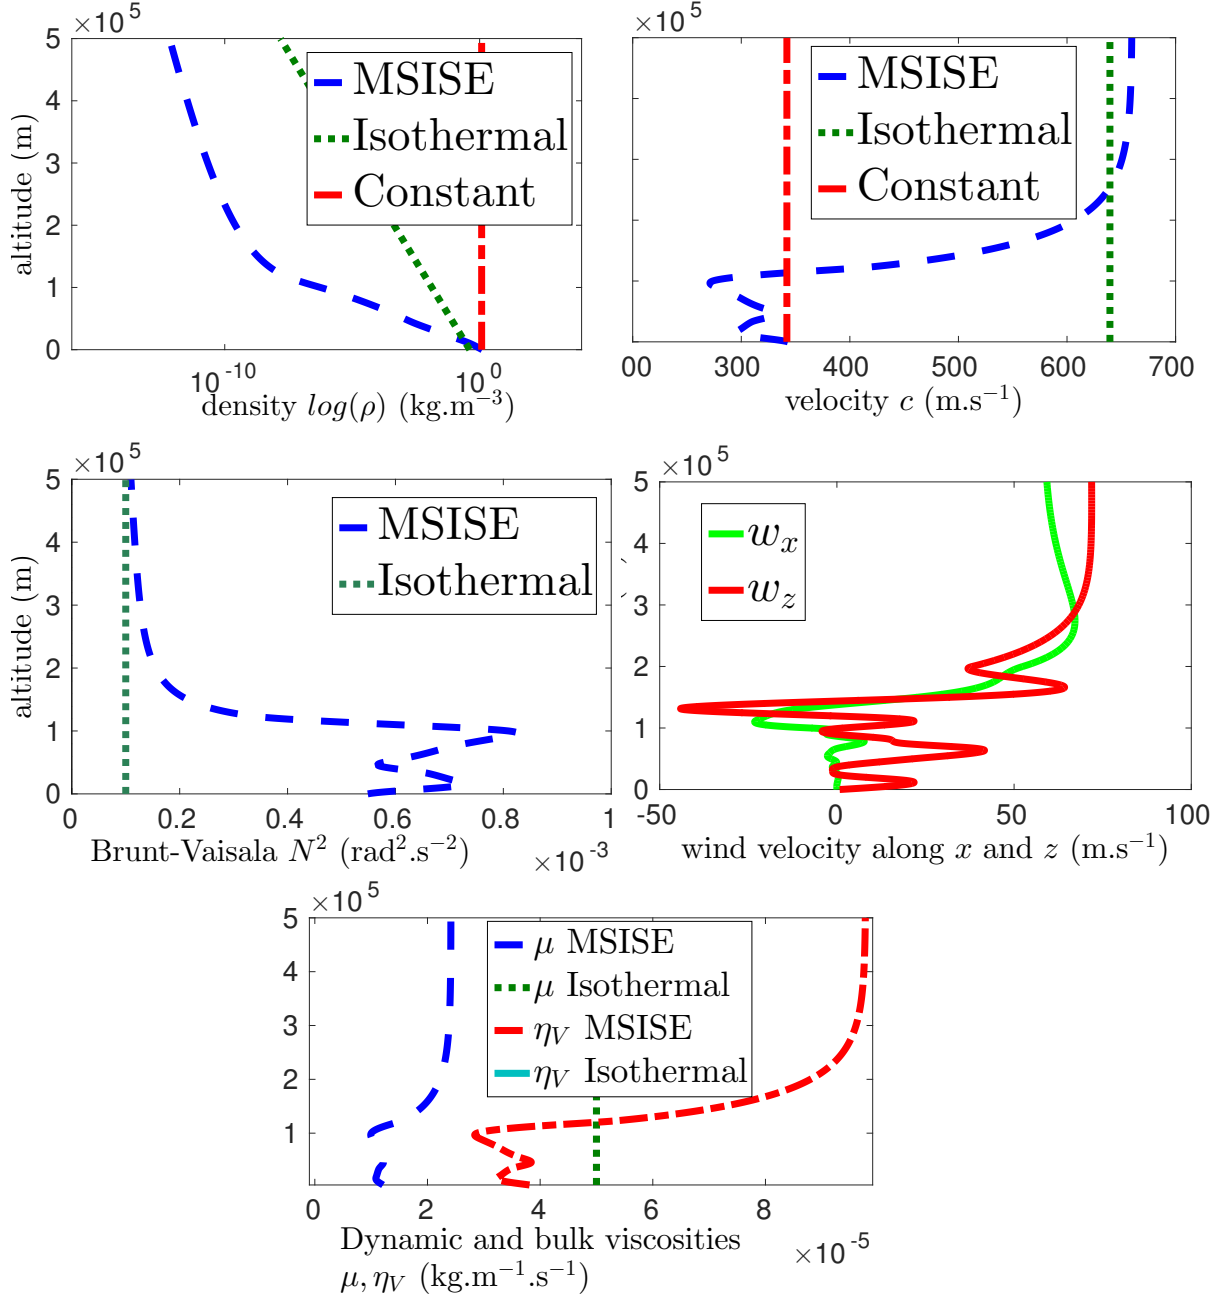 ×10^5
5
4
3
2
1
0
altitude (m)
MSISE
Isothermal
Constant
10^-10
10^0
density log(ρ) (kg.m^−3)
×10^5
MSISE
Isothermal
Constant
00
300
400
500
600
700
velocity c (m.s^−1)
×10^5
5
4
3
2
1
0
altitude (m)
MSISE
Isothermal
0
0.2
0.4
0.6
0.8
1
Brunt-Vaisala N^2 (rad^2.s^−2)
×10^-3
×10^5
5
4
3
2
1
0
w_x
w_z
-50
0
50
100
wind velocity along x and z (m.s^−1)
×10^5
5
4
3
2
1
μ MSISE
μ Isothermal
η_V MSISE
η_V Isothermal
0
2
4
6
8
×10^-5
Dynamic and bulk viscosities
μ, η_V (kg.m^−1.s^−1)